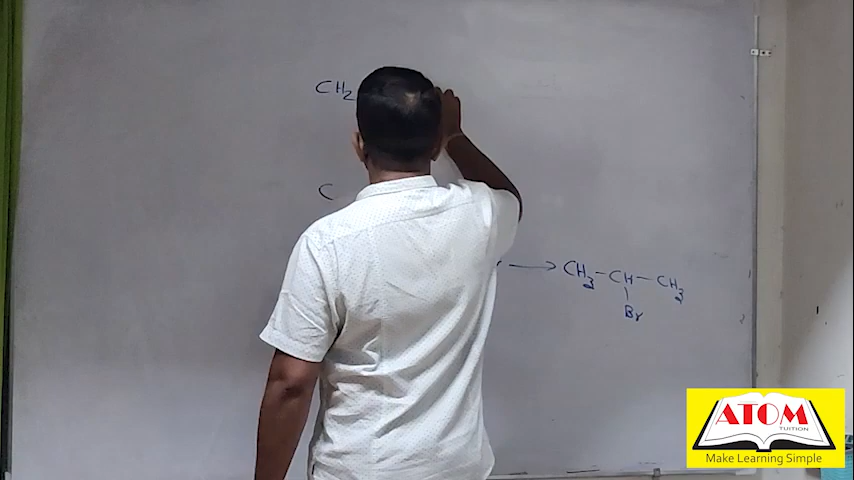 CH2
C
→ CH3 – CH – CH3
|
Br
ATOM
TUITION
Make Learning Simple